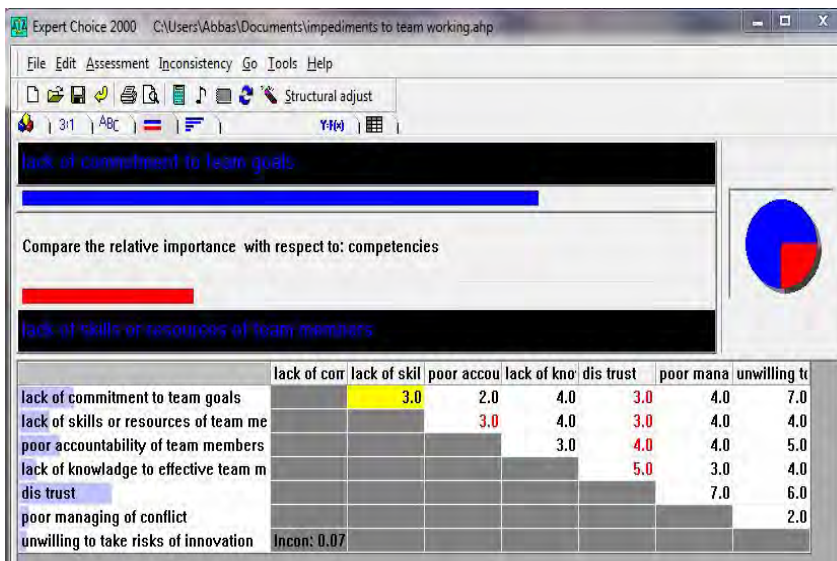 Expert Choice 2000 C:\Users\Abbas\Documents\impediments to team working.ahp
File Edit Assessment Inconsistency Go Tools Help
Structural adjust
3:1 ABC Y:F(x)
lack of commitment to team goals
Compare the relative importance with respect to: competencies
lack of skills or resources of team members
lack of com lack of skil poor accou lack of kno dis trust poor mana unwilling to
lack of commitment to team goals 3.0 2.0 4.0 3.0 4.0 7.0
lack of skills or resources of team me 3.0 4.0 3.0 4.0 4.0
poor accountability of team members 3.0 4.0 4.0 5.0
lack of knowladge to effective team m 5.0 3.0 4.0
dis trust 7.0 6.0
poor managing of conflict 2.0
unwilling to take risks of innovation Incon: 0.07